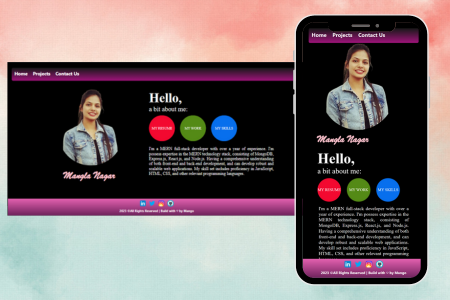 Home Projects Contact Us
Hello,
a bit about me:
MY RESUME MY WORK MY SKILLS
I'm a MERN full-stack developer with over a year of experience. I'm
possess expertise in the MERN technology stack, consisting of MongoDB,
Express.js, React.js, and Node.js. Having a comprehensive understanding
of both front-end and back-end development, and can develop robust and
scalable web applications. My skill set includes proficiency in JavaScript,
HTML, CSS, and other relevant programming languages.
Mangla Nagar
2023 ©All Rights Reserved | Build with ♡ by Manga
Home Projects Contact Us
Mangla Nagar
Hello,
a bit about me:
MY RESUME MY WORK MY SKILLS
I'm a MERN full-stack developer with over a
year of experience. I'm possess expertise in the
MERN technology stack, consisting of
MongoDB, Express.js, React.js, and Node.js.
Having a comprehensive understanding of both
front-end and back-end development, and can
develop robust and scalable web applications.
My skill set includes proficiency in JavaScript,
HTML, CSS, and other relevant programming
2023 ©All Rights Reserved | Build with ♡ by Manga